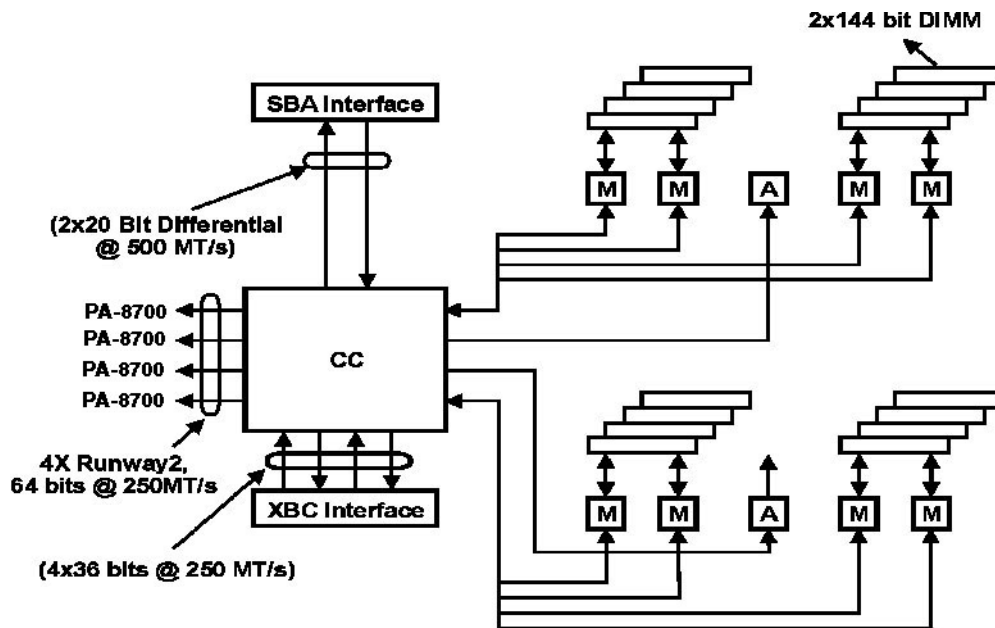 2x144 bit DIMM
SBA Interface
M
M
A
M
M
(2x20 Bit Differential
@ 500 MT/s)
PA-8700
PA-8700
PA-8700
PA-8700
CC
4X Runway2,
64 bits @ 250MT/s
XBC Interface
M
M
A
M
M
(4x36 bits @ 250 MT/s)